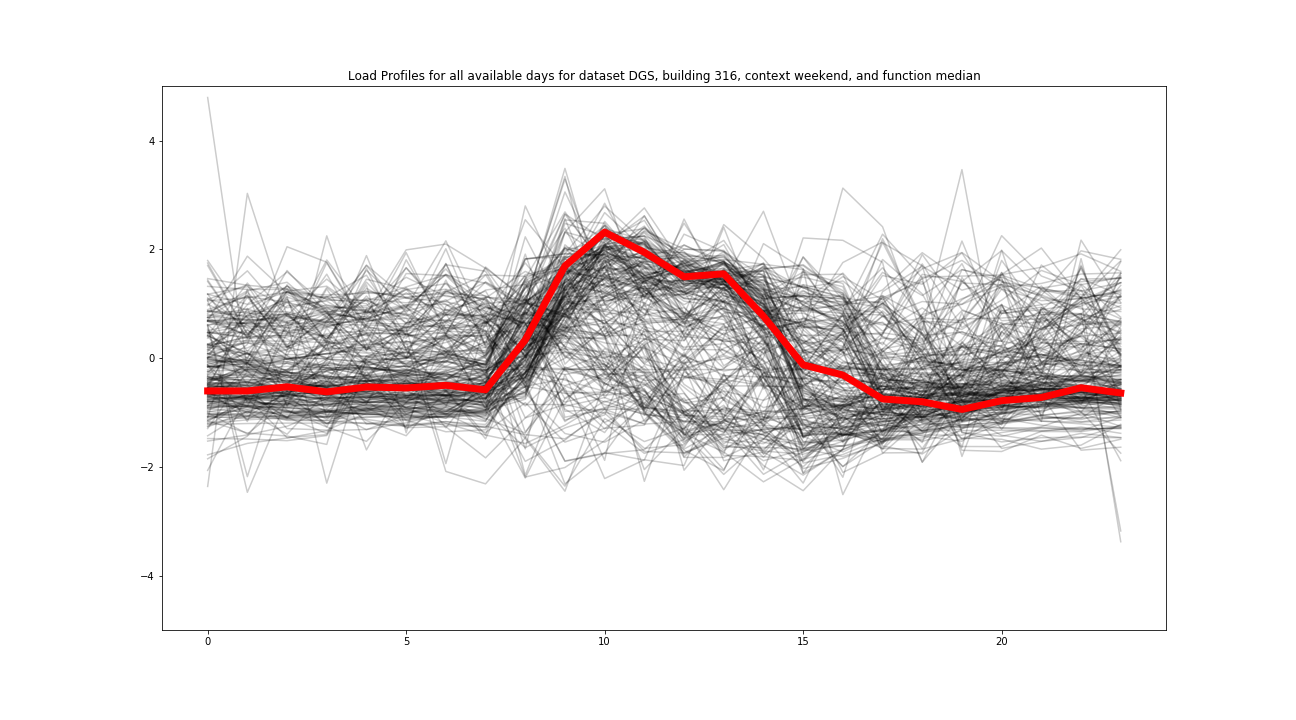 Load Profiles for all available days for dataset DGS, building 316, context weekend, and function median
4
2
0
−2
−4
0 5 10 15 20